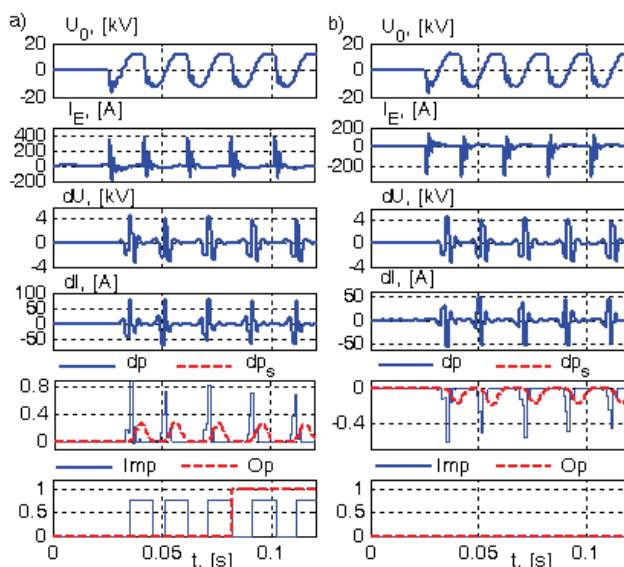 a)
U0, [kV]
20
0
-20
IE, [A]
400
200
0
-200
dU, [kV]
4
0
-4
dI, [A]
100
50
0
-50
dp dps
0.8
0.4
0
Imp Op
1
0.5
0
0 0.05 0.1
t, [s]
b)
U0, [kV]
20
0
-20
IE, [A]
200
0
-200
dU, [kV]
4
0
-4
dI, [A]
50
0
-50
dp dps
0
-0.4
Imp Op
1
0.5
0
0 0.05 0.1
t, [s]